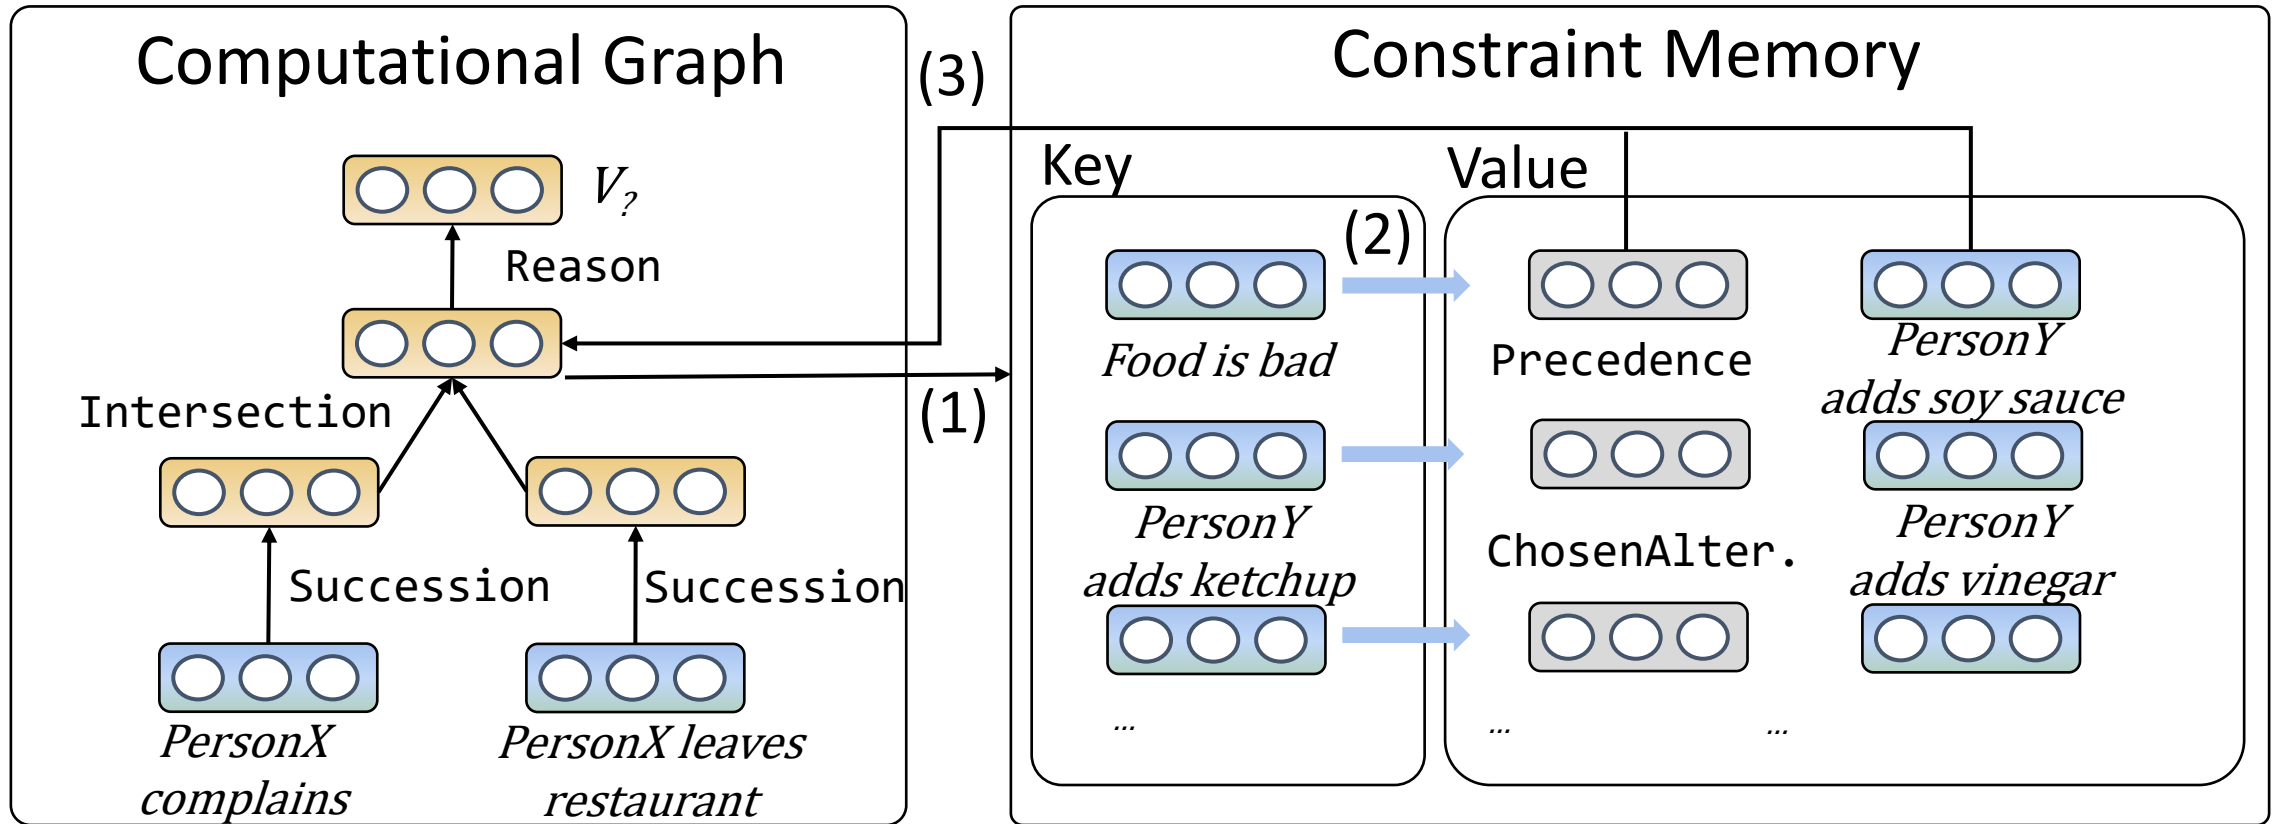 Computational Graph
V?
Reason
Intersection
Succession
Succession
PersonX
complains
PersonX leaves
restaurant
(3)
(1)
Constraint Memory
Key
Value
(2)
Food is bad
Precedence
PersonY
adds soy sauce
PersonY
adds ketchup
ChosenAlter.
PersonY
adds vinegar
...
...
...